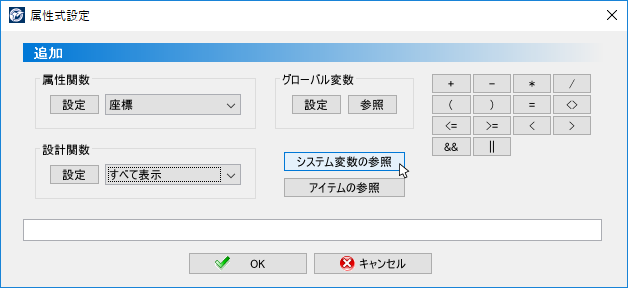 属性式設定
追加
属性関数
設定 座標
グローバル変数
設定 参照
+ - * /
( ) = <>
<= >= < >
&& ||
設計関数
設定 すべて表示
システム変数の参照
アイテムの参照
OK キャンセル